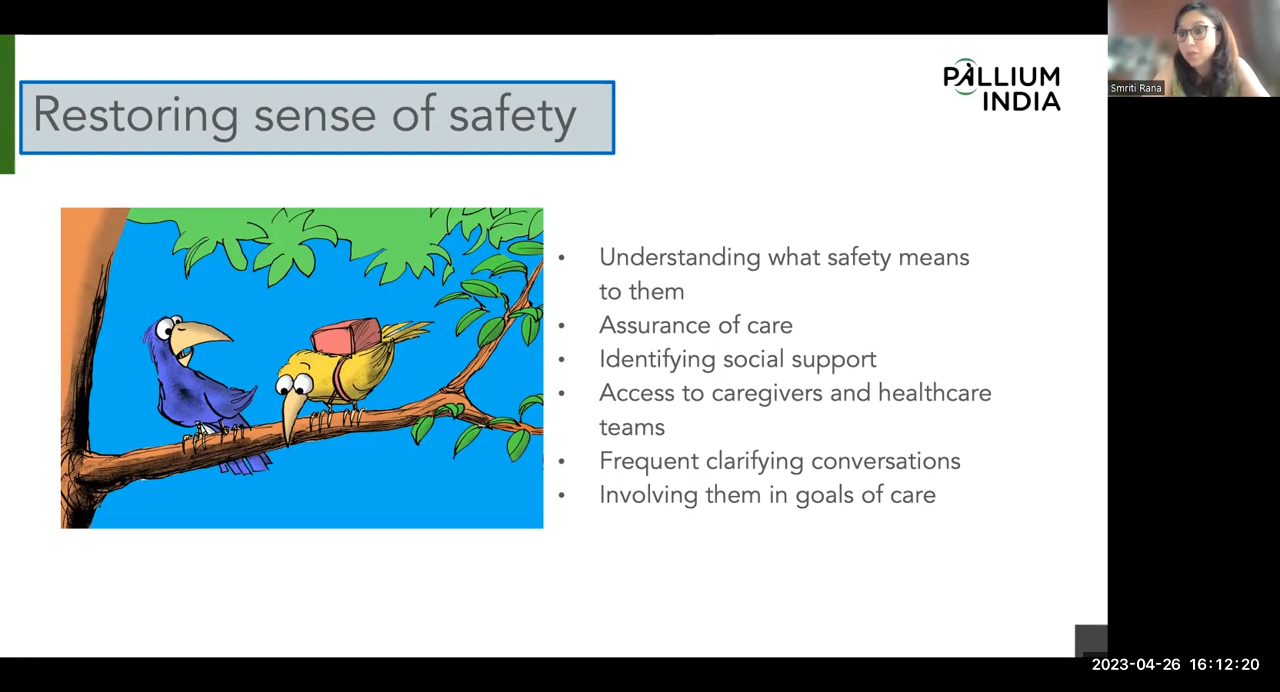 Restoring sense of safety
PALLIUM
INDIA
Smriti Rana
• Understanding what safety means
to them
• Assurance of care
• Identifying social support
• Access to caregivers and healthcare
teams
• Frequent clarifying conversations
• Involving them in goals of care
2023-04-26 16:12:20